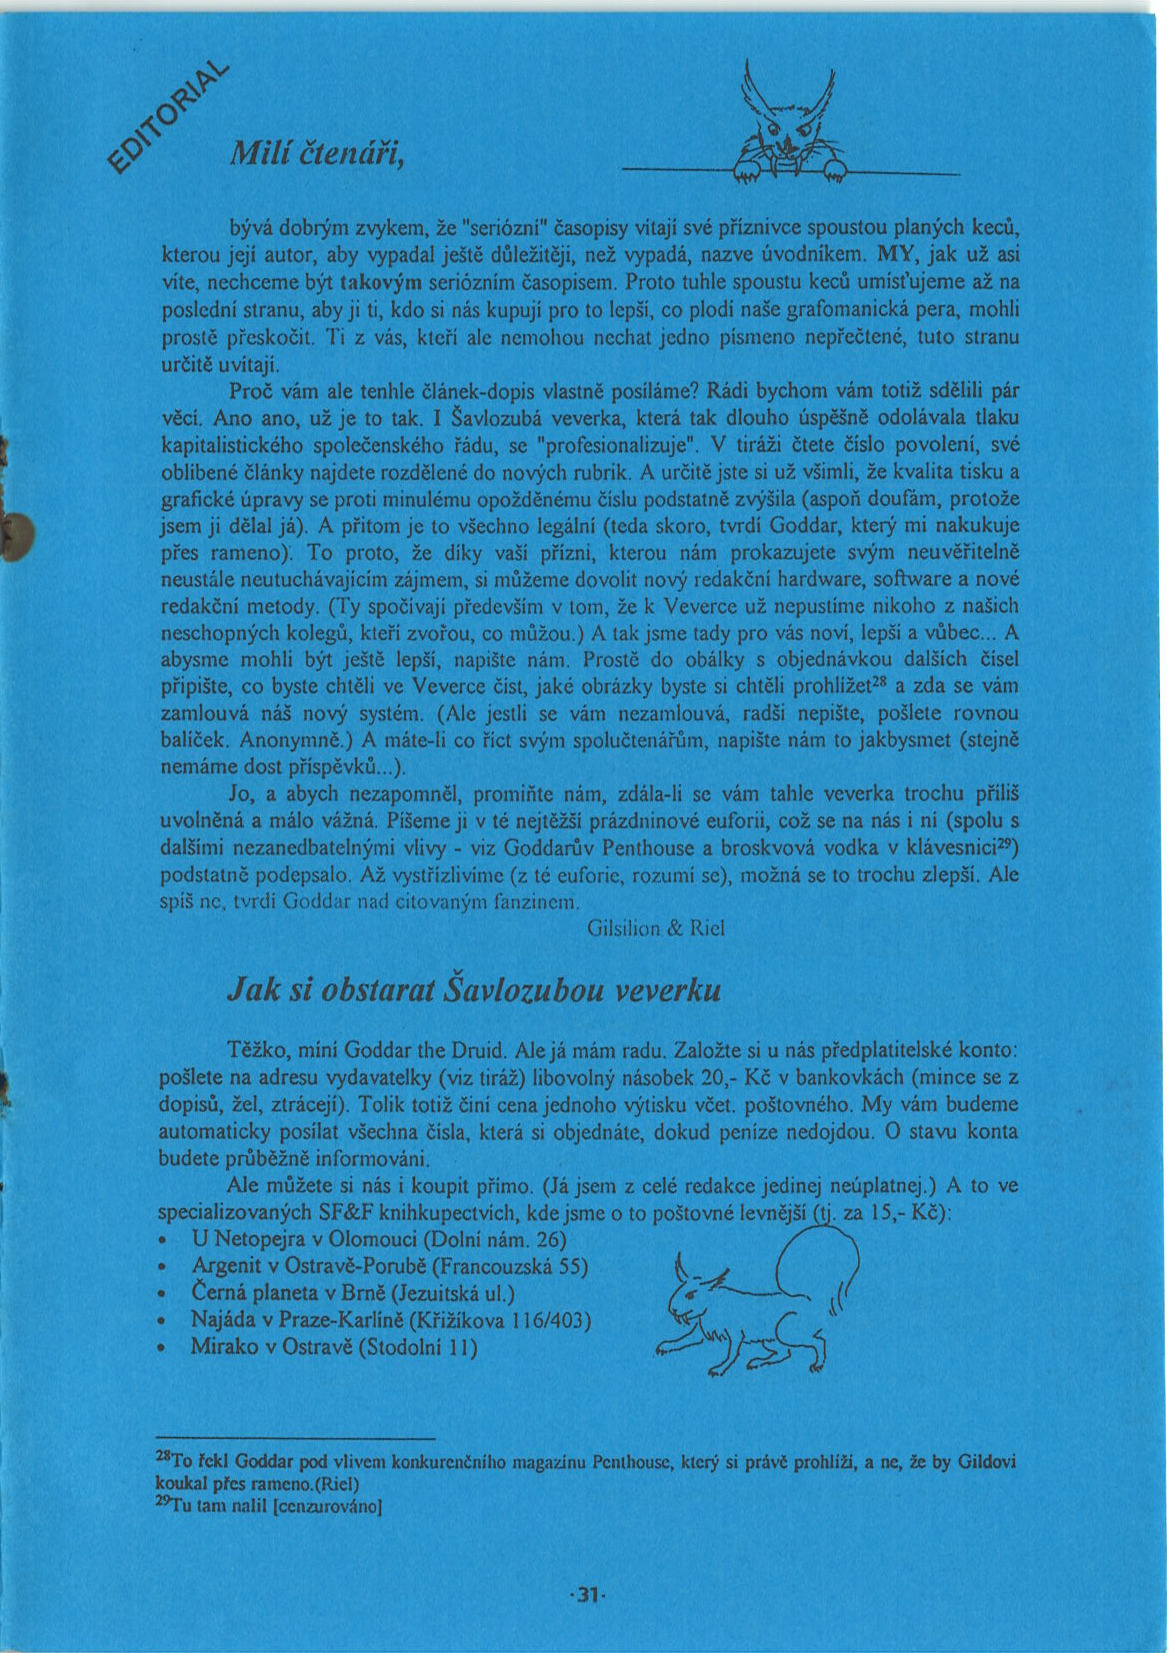 EDITORIAL
Milí čtenáři,
bývá dobrým zvykem, že "seriózní" časopisy vítají své příznivce spoustou planých keců,
kterou její autor, aby vypadal ještě důležitěji, než vypadá, nazve úvodníkem. MY, jak už asi
víte, nechceme být takovým seriózním časopisem. Proto tuhle spoustu keců umísťujeme až na
poslední stranu, aby ji ti, kdo si nás kupují pro to lepší, co plodí naše grafomanická pera, mohli
prostě přeskočit. Ti z vás, kteří ale nemohou nechat jedno písmeno nepřečtené, tuto stranu
určitě uvítají.
Proč vám ale tenhle článek-dopis vlastně posíláme? Rádi bychom vám totiž sdělili pár
věcí. Ano ano, už je to tak. I Šavlozubá veverka, která tak dlouho úspěšně odolávala tlaku
kapitalistického společenského řádu, se "profesionalizuje". V tiráži čtete číslo povolení, své
oblíbené články najdete rozdělené do nových rubrik. A určitě jste si už všimli, že kvalita tisku a
grafické úpravy se proti minulému opožděnému číslu podstatně zvýšila (aspoň doufám, protože
jsem ji dělal já). A přitom je to všechno legální (teda skoro, tvrdí Goddar, který mi nakukuje
přes rameno). To proto, že díky vaší přízni, kterou nám prokazujete svým neuvěřitelně
neustále neutuchávajícím zájmem, si můžeme dovolit nový redakční hardware, software a nové
redakční metody. (Ty spočívají především v tom, že k Veverce už nepustíme nikoho z našich
neschopných kolegů, kteří zvořou, co můžou.) A tak jsme tady pro vás noví, lepší a vůbec... A
abysme mohli být ještě lepší, napište nám. Prostě do obálky s objednávkou dalších čísel
připište, co byste chtěli ve Veverce číst, jaké obrázky byste si chtěli prohlížet²⁸ a zda se vám
zamlouvá náš nový systém. (Ale jestli se vám nezamlouvá, radši nepište, pošlete rovnou
balíček. Anonymně.) A máte-li co říct svým spolučtenářům, napište nám to jakbysmet (stejně
nemáme dost příspěvků...).
Jo, a abych nezapomněl, promiňte nám, zdála-li se vám tahle veverka trochu příliš
uvolněná a málo vážná. Píšeme ji v té nejtěžší prázdninové euforii, což se na nás i ní (spolu s
dalšími nezanedbatelnými vlivy - viz Goddarův Penthouse a broskvová vodka v klávesnici²⁹)
podstatně podepsalo. Až vystřízlivíme (z té euforie, rozumí se), možná se to trochu zlepší. Ale
spíš ne, tvrdí Goddar nad citovaným fanzinem.
Gilsilion & Riel
Jak si obstarat Šavlozubou veverku
Těžko, míní Goddar the Druid. Ale já mám radu. Založte si u nás předplatitelské konto:
pošlete na adresu vydavatelky (viz tiráž) libovolný násobek 20,- Kč v bankovkách (mince se z
dopisů, žel, ztrácejí). Tolik totiž činí cena jednoho výtisku včet. poštovného. My vám budeme
automaticky posílat všechna čísla, která si objednáte, dokud peníze nedojdou. O stavu konta
budete průběžně informováni.
Ale můžete si nás i koupit přímo. (Já jsem z celé redakce jedinej neúplatnej.) A to ve
specializovaných SF&F knihkupectvích, kde jsme o to poštovné levnější (tj. za 15,- Kč):
• U Netopejra v Olomouci (Dolní nám. 26)
• Argenit v Ostravě-Porubě (Francouzská 55)
• Černá planeta v Brně (Jezuitská ul.)
• Najáda v Praze-Karlíně (Křižíkova 116/403)
• Mirako v Ostravě (Stodolní 11)
²⁸To řekl Goddar pod vlivem konkurenčního magazínu Penthouse, který si právě prohlíží, a ne, že by Gildovi
koukal přes rameno.(Riel)
²⁹Tu tam nalil [cenzurováno]
·31·